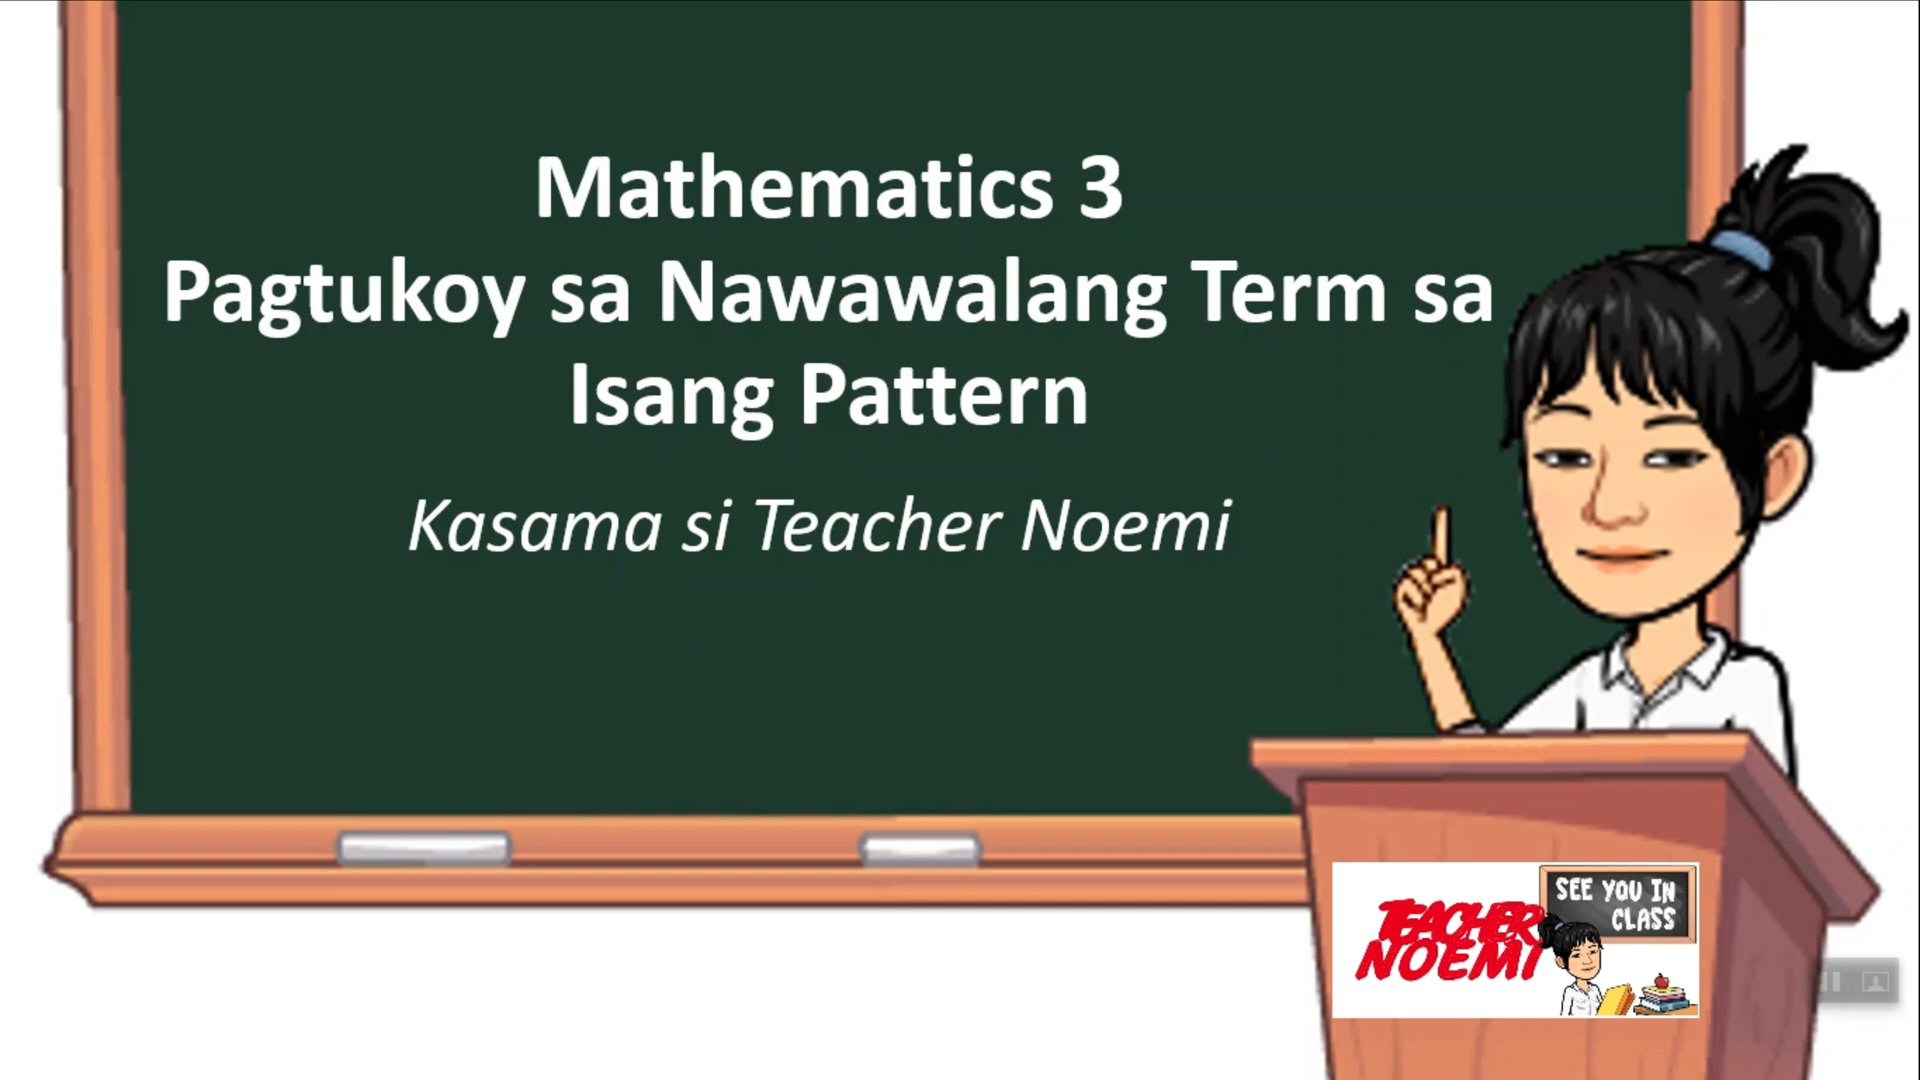 Mathematics 3
Pagtukoy sa Nawawalang Term sa
Isang Pattern
Kasama si Teacher Noemi
SEE YOU IN
CLASS
TEACHER
NOEMI